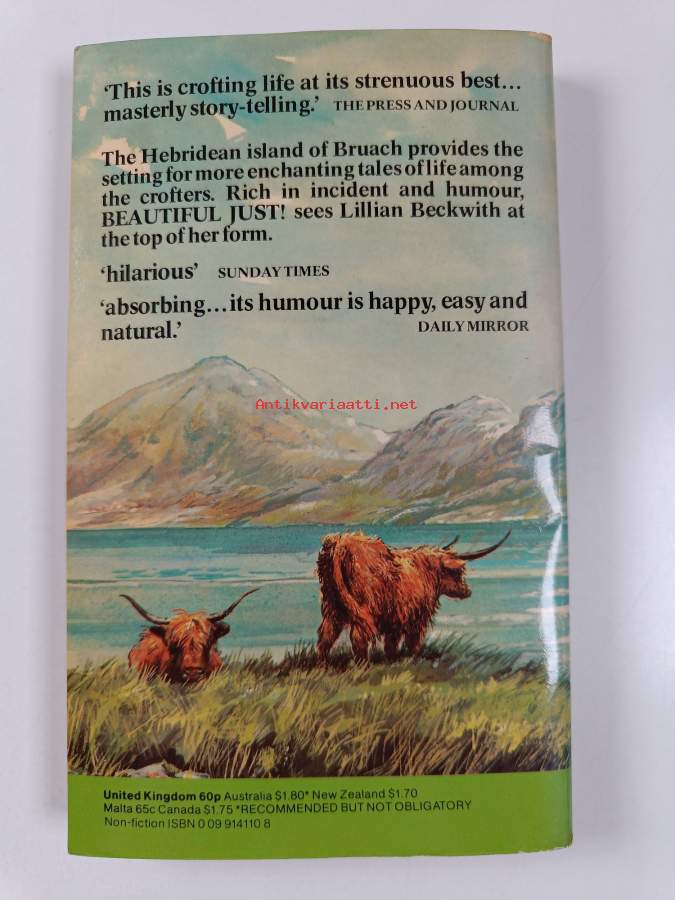 ‘This is crofting life at its strenuous best...
masterly story-telling.’ THE PRESS AND JOURNAL
The Hebridean island of Bruach provides the
setting for more enchanting tales of life among
the crofters. Rich in incident and humour,
BEAUTIFUL JUST! sees Lillian Beckwith at
the top of her form.
‘hilarious’ SUNDAY TIMES
‘absorbing...its humour is happy, easy and
natural.’ DAILY MIRROR
Antikvariaatti.net
United Kingdom 60p Australia $1.80* New Zealand $1.70
Malta 65c Canada $1.75 *RECOMMENDED BUT NOT OBLIGATORY
Non-fiction ISBN 0 09 914110 8